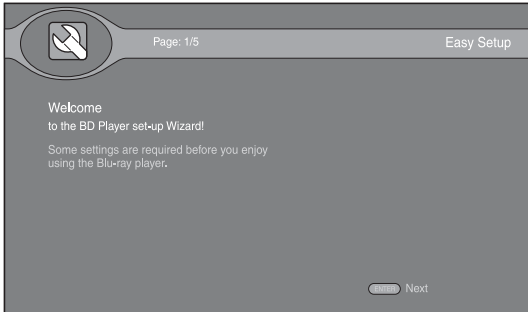 Page: 1/5
Easy Setup
Welcome
to the BD Player set-up Wizard!
Some settings are required before you enjoy
using the Blu-ray player.
ENTER Next